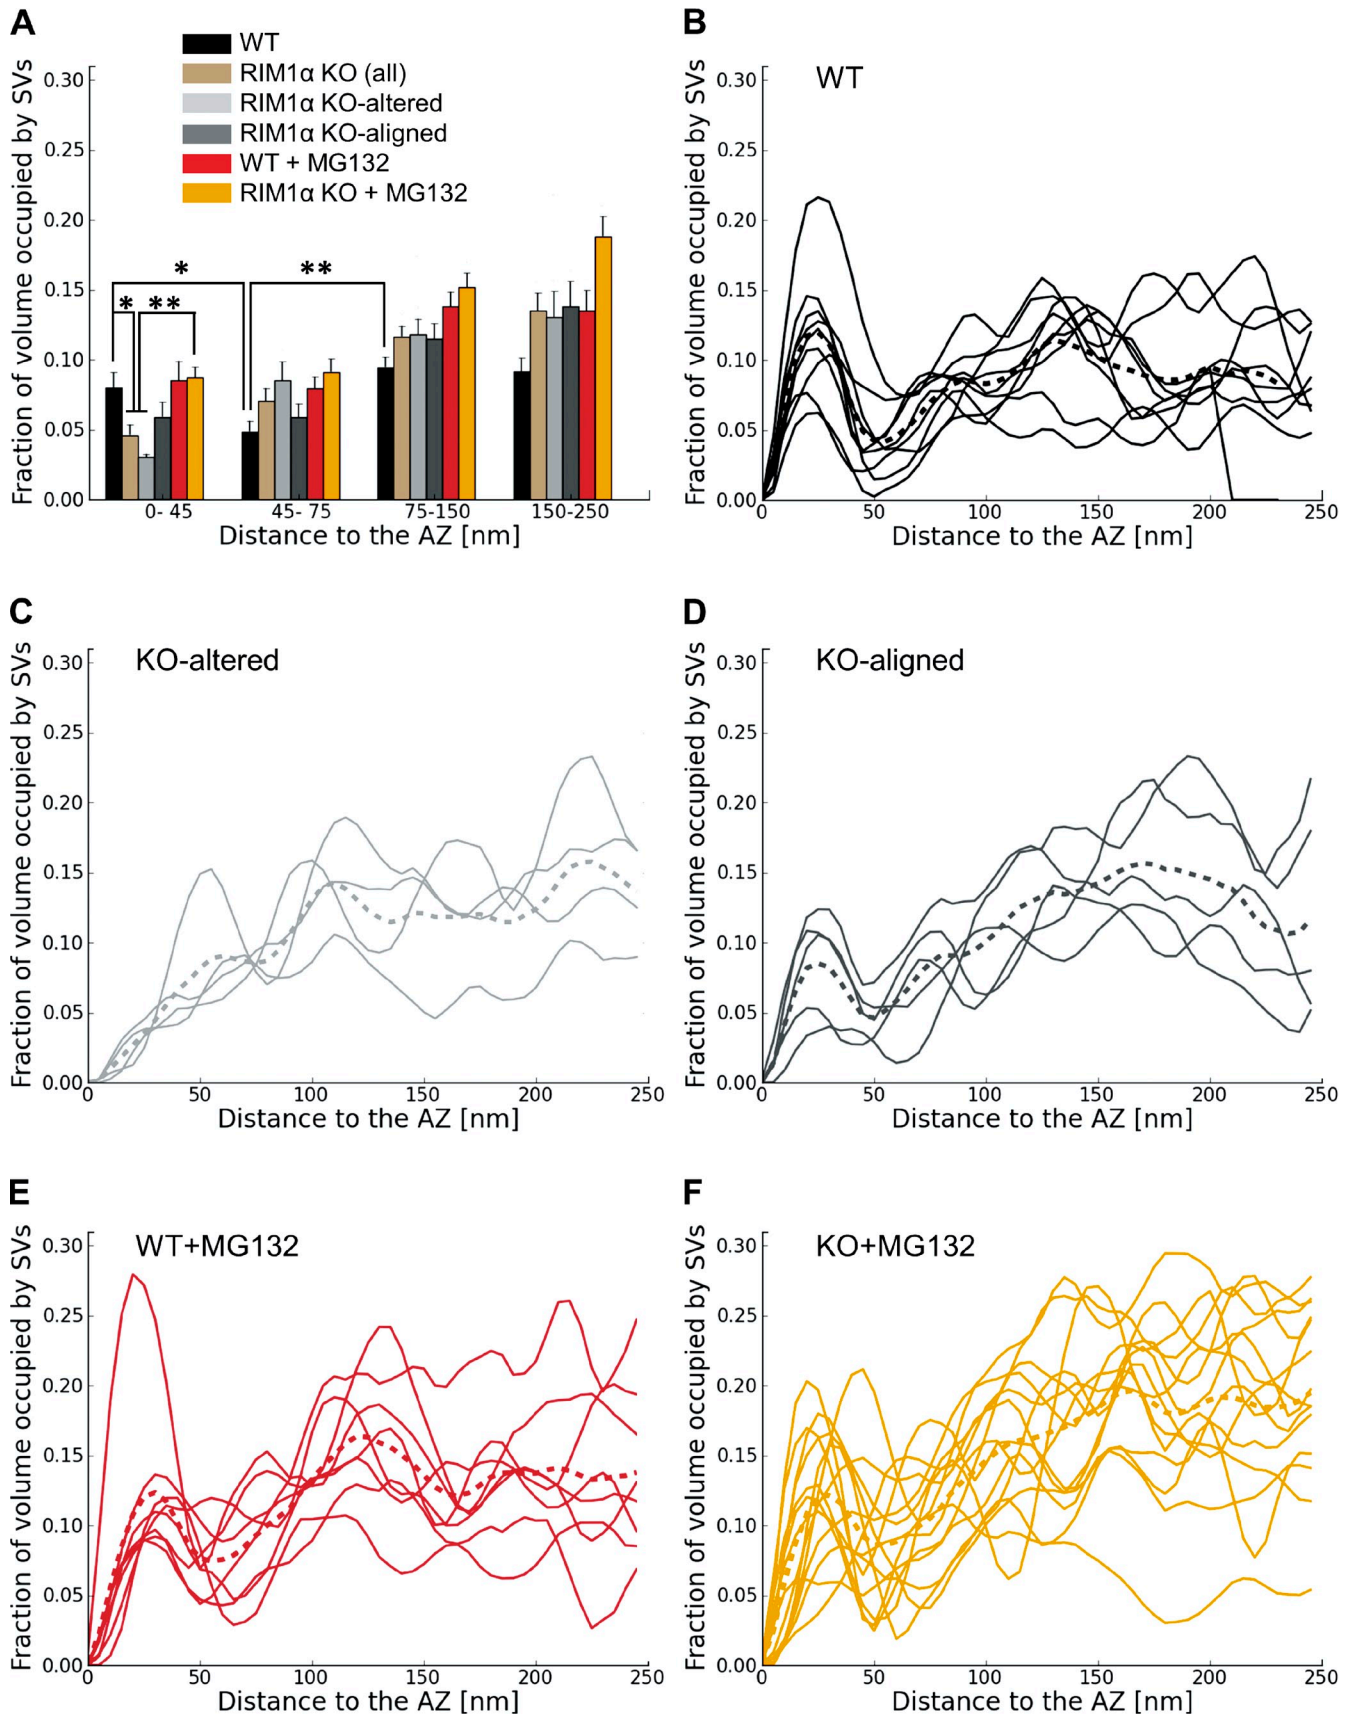 A
WT
RIM1α KO (all)
RIM1α KO-altered
RIM1α KO-aligned
WT + MG132
RIM1α KO + MG132
Fraction of volume occupied by SVs
0.30
0.25
0.20
0.15
0.10
0.05
0.00
* **
* **
0- 45 45- 75 75-150 150-250
Distance to the AZ [nm]
B
WT
Fraction of volume occupied by SVs
0.30
0.25
0.20
0.15
0.10
0.05
0.00
0 50 100 150 200 250
Distance to the AZ [nm]
C
KO-altered
Fraction of volume occupied by SVs
0.30
0.25
0.20
0.15
0.10
0.05
0.00
0 50 100 150 200 250
Distance to the AZ [nm]
D
KO-aligned
Fraction of volume occupied by SVs
0.30
0.25
0.20
0.15
0.10
0.05
0.00
0 50 100 150 200 250
Distance to the AZ [nm]
E
WT+MG132
Fraction of volume occupied by SVs
0.30
0.25
0.20
0.15
0.10
0.05
0.00
0 50 100 150 200 250
Distance to the AZ [nm]
F
KO+MG132
Fraction of volume occupied by SVs
0.30
0.25
0.20
0.15
0.10
0.05
0.00
0 50 100 150 200 250
Distance to the AZ [nm]